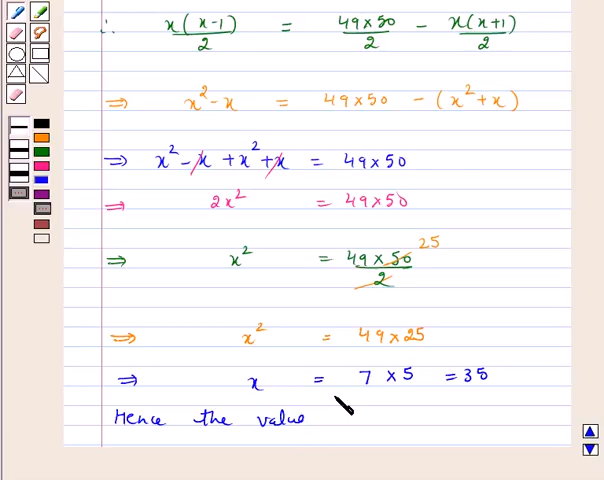 ∴ x(x-1)/2 = 49×50/2 - x(x+1)/2
⇒ x² - x = 49×50 - (x² + x)
⇒ x² - x + x² + x = 49×50
⇒ 2x² = 49×50
25
⇒ x² = 49×50/2
⇒ x² = 49×25
⇒ x = 7 × 5 = 35
Hence the value